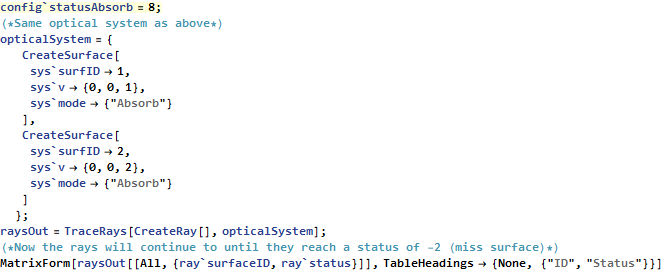 config`statusAbsorb = 8;
(*Same optical system as above*)
opticalSystem = {
CreateSurface[
sys`surfID → 1,
sys`v → {0, 0, 1},
sys`mode → {"Absorb"}
],
CreateSurface[
sys`surfID → 2,
sys`v → {0, 0, 2},
sys`mode → {"Absorb"}
]
};
raysOut = TraceRays[CreateRay[], opticalSystem];
(*Now the rays will continue to until they reach a status of -2 (miss surface)*)
MatrixForm[raysOut[[All, {ray`surfaceID, ray`status}]], TableHeadings → {None, {"ID", "Status"}}]